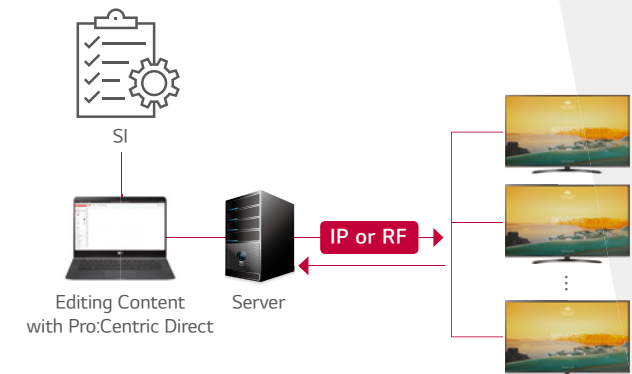 SI
IP or RF
Editing Content
with Pro:Centric Direct
Server